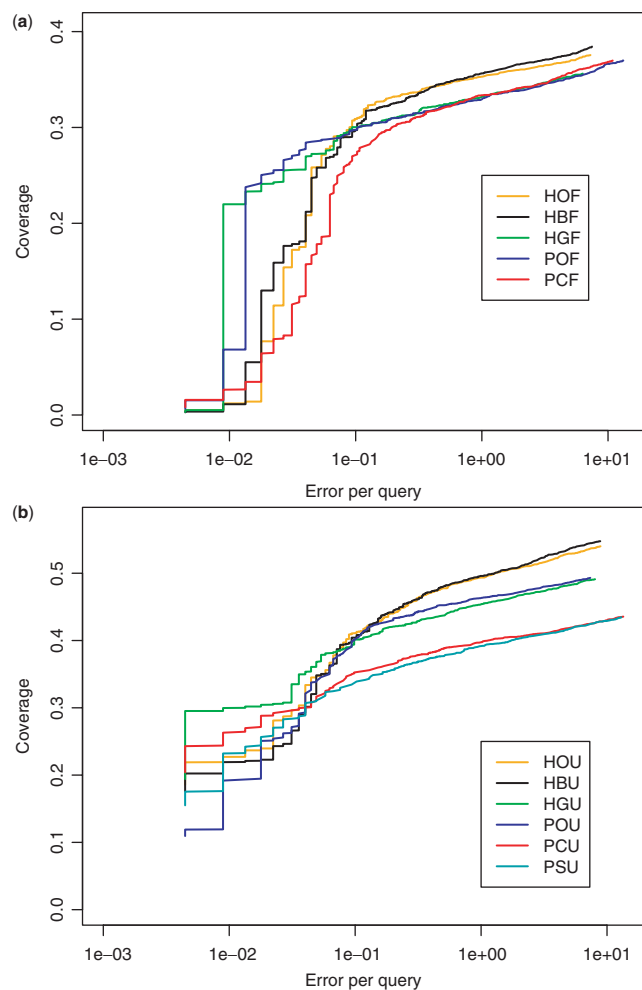 (a)
0.4
0.3
0.2
0.1
0.0
Coverage
HOF
HBF
HGF
POF
PCF
1e−03 1e−02 1e−01 1e+00 1e+01
Error per query
(b)
0.5
0.4
0.3
0.2
0.1
0.0
Coverage
HOU
HBU
HGU
POU
PCU
PSU
1e−03 1e−02 1e−01 1e+00 1e+01
Error per query